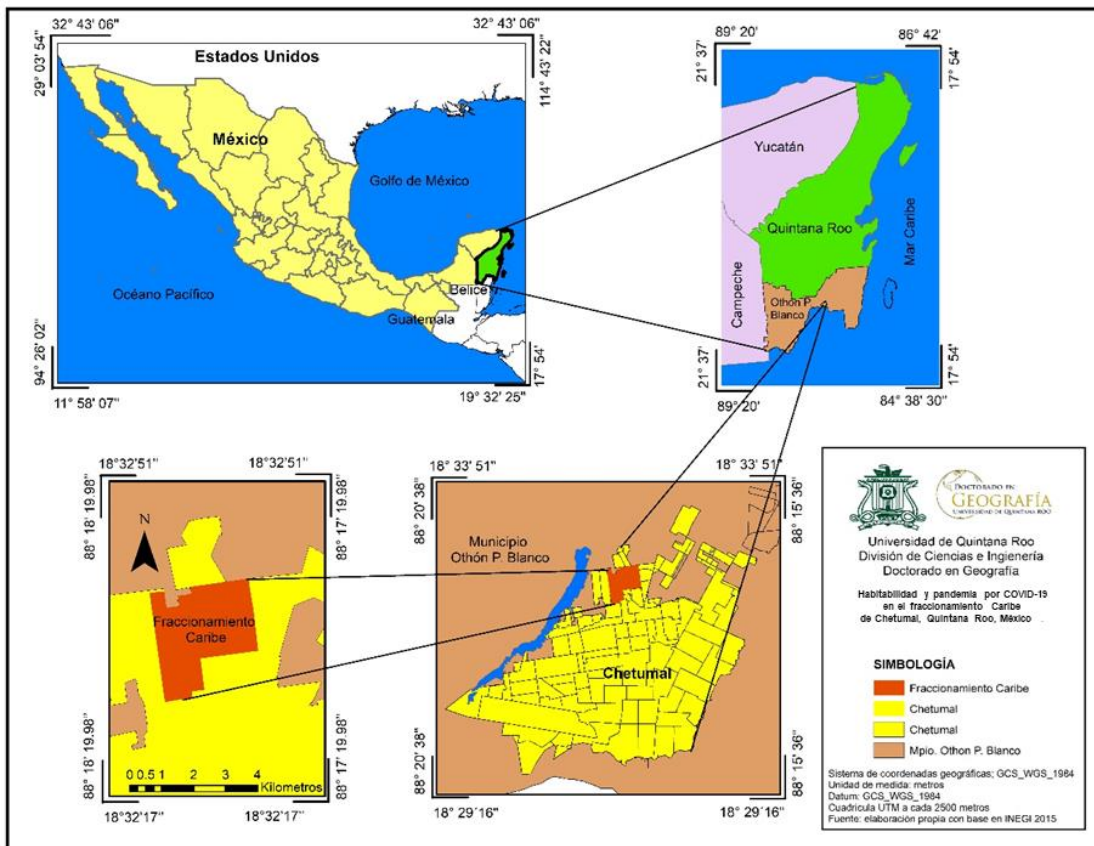 32° 43' 06"
32° 43' 06"
29° 03' 54"
114° 43' 22"
Estados Unidos
México
Golfo de México
Océano Pacífico
Belice
Guatemala
94° 26' 02"
17° 54'
11° 58' 07"
19° 32' 25"
89° 20'
86° 42'
21° 37'
17° 54'
Yucatán
Quintana Roo
Mar Caribe
Campeche
Othón P.
Blanco
21° 37'
17° 54'
89° 20'
84° 38' 30"
18°32'51"
18°32'51"
88° 18' 19.98"
88° 17' 19.98"
N
Fraccionamiento
Caribe
0 0.5 1 2 3 4
Kilometros
88° 18' 19.98"
88° 17' 19.98"
18°32'17"
18°32'17"
18° 33' 51"
18° 33' 51"
88° 20' 38"
88° 15' 36"
Municipio
Othón P. Blanco
Chetumal
88° 20' 38"
88° 15' 36"
18° 29'16"
18° 29'16"
DOCTORADO EN
GEOGRAFÍA
UNIVERSIDAD DE QUINTANA ROO
Universidad de Quintana Roo
División de Ciencias e Ingienería
Doctorado en Geografía
Habitabilidad y pandemia por COVID-19
en el fraccionamiento Caribe
de Chetumal, Quintana Roo, México .
SIMBOLOGÍA
Fraccionamiento Caribe
Chetumal
Chetumal
Mpio. Othon P. Blanco
Sistema de coordenadas geográficas; GCS_WGS_1984
Unidad de medida: metros
Datum: GCS_WGS_1984
Cuadricula UTM a cada 2500 metros
Fuente: elaboración propia con base en INEGI 2015